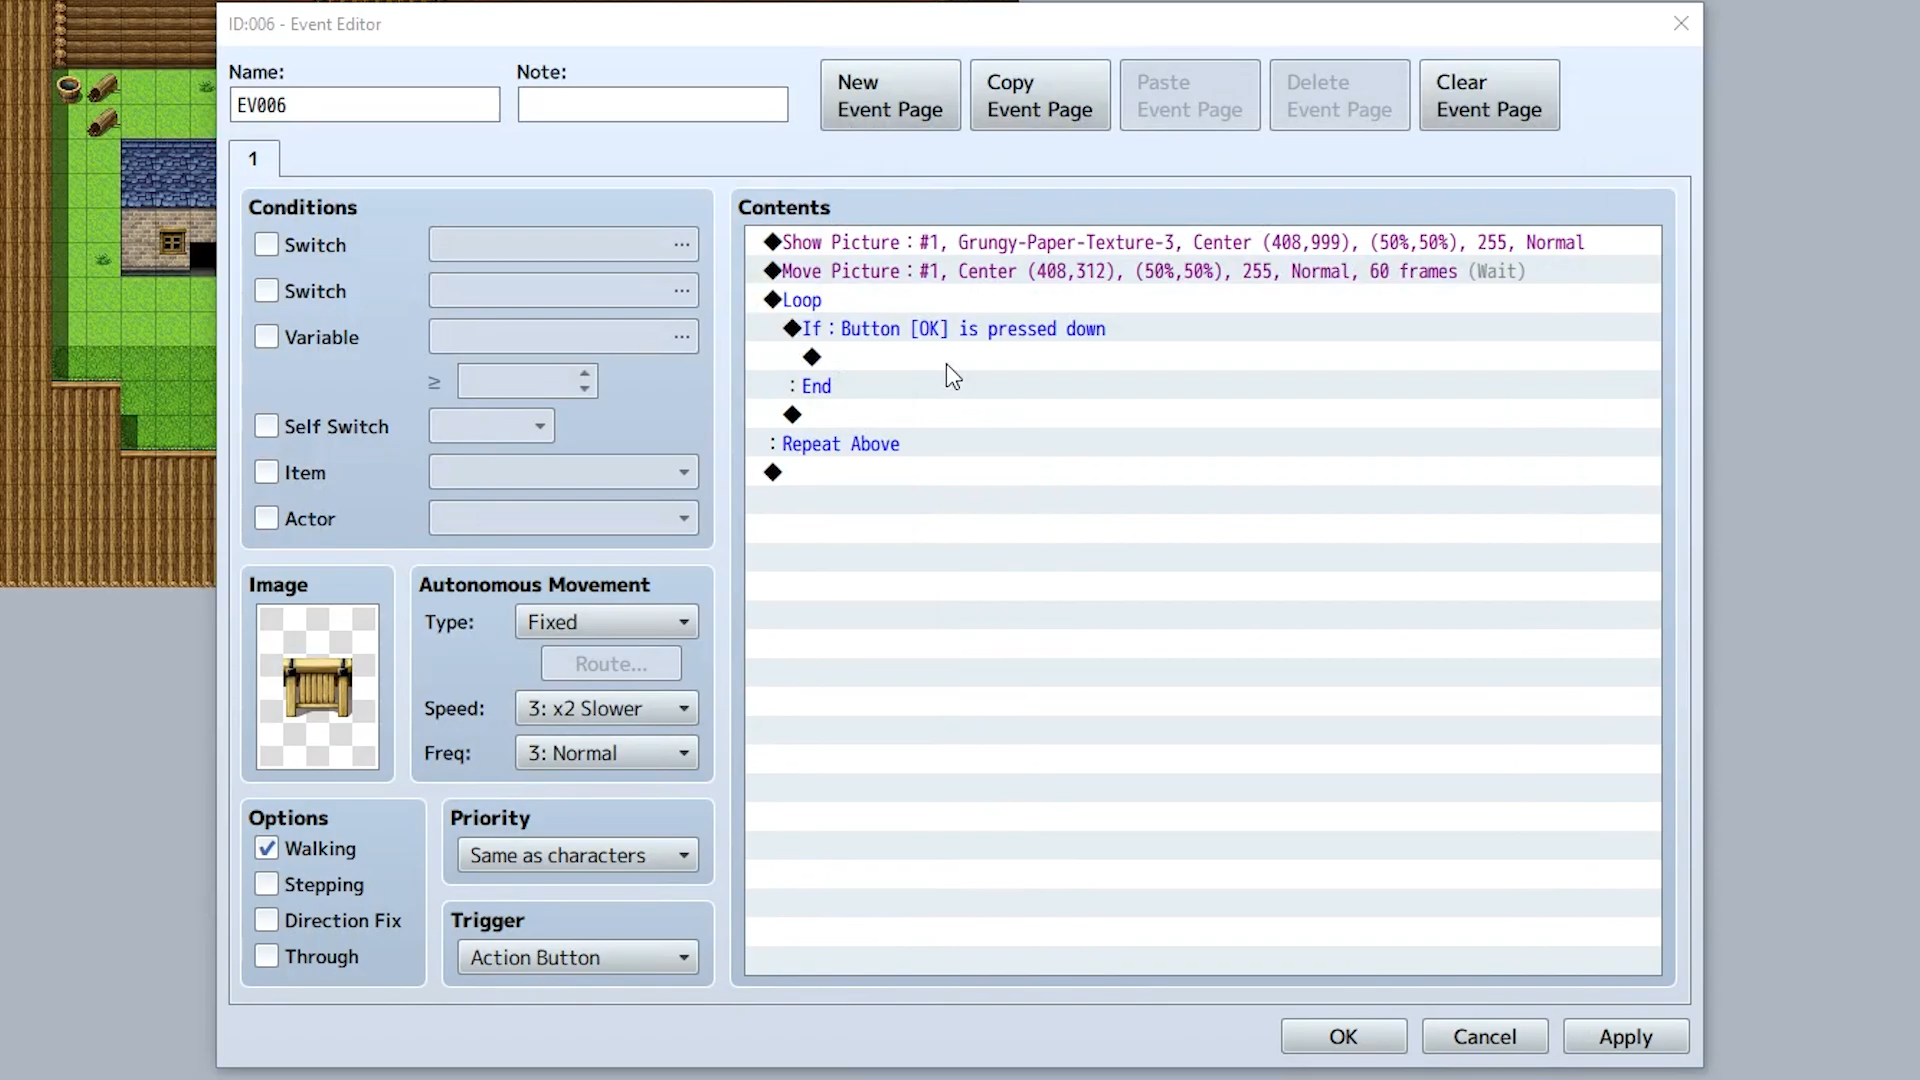 ID:006 - Event Editor
Name:
Note:
EV006
New
Event Page
Copy
Event Page
Paste
Event Page
Delete
Event Page
Clear
Event Page
1
Conditions
Switch
...
Switch
...
Variable
...
≥
Self Switch
Item
Actor
Image
Autonomous Movement
Type:
Fixed
Route...
Speed:
3: x2 Slower
Freq:
3: Normal
Options
Walking
Stepping
Direction Fix
Through
Priority
Same as characters
Trigger
Action Button
Contents
◆Show Picture : #1, Grungy-Paper-Texture-3, Center (408,999), (50%,50%), 255, Normal
◆Move Picture : #1, Center (408,312), (50%,50%), 255, Normal, 60 frames (Wait)
◆Loop
◆If : Button [OK] is pressed down
◆
: End
◆
: Repeat Above
◆
OK
Cancel
Apply